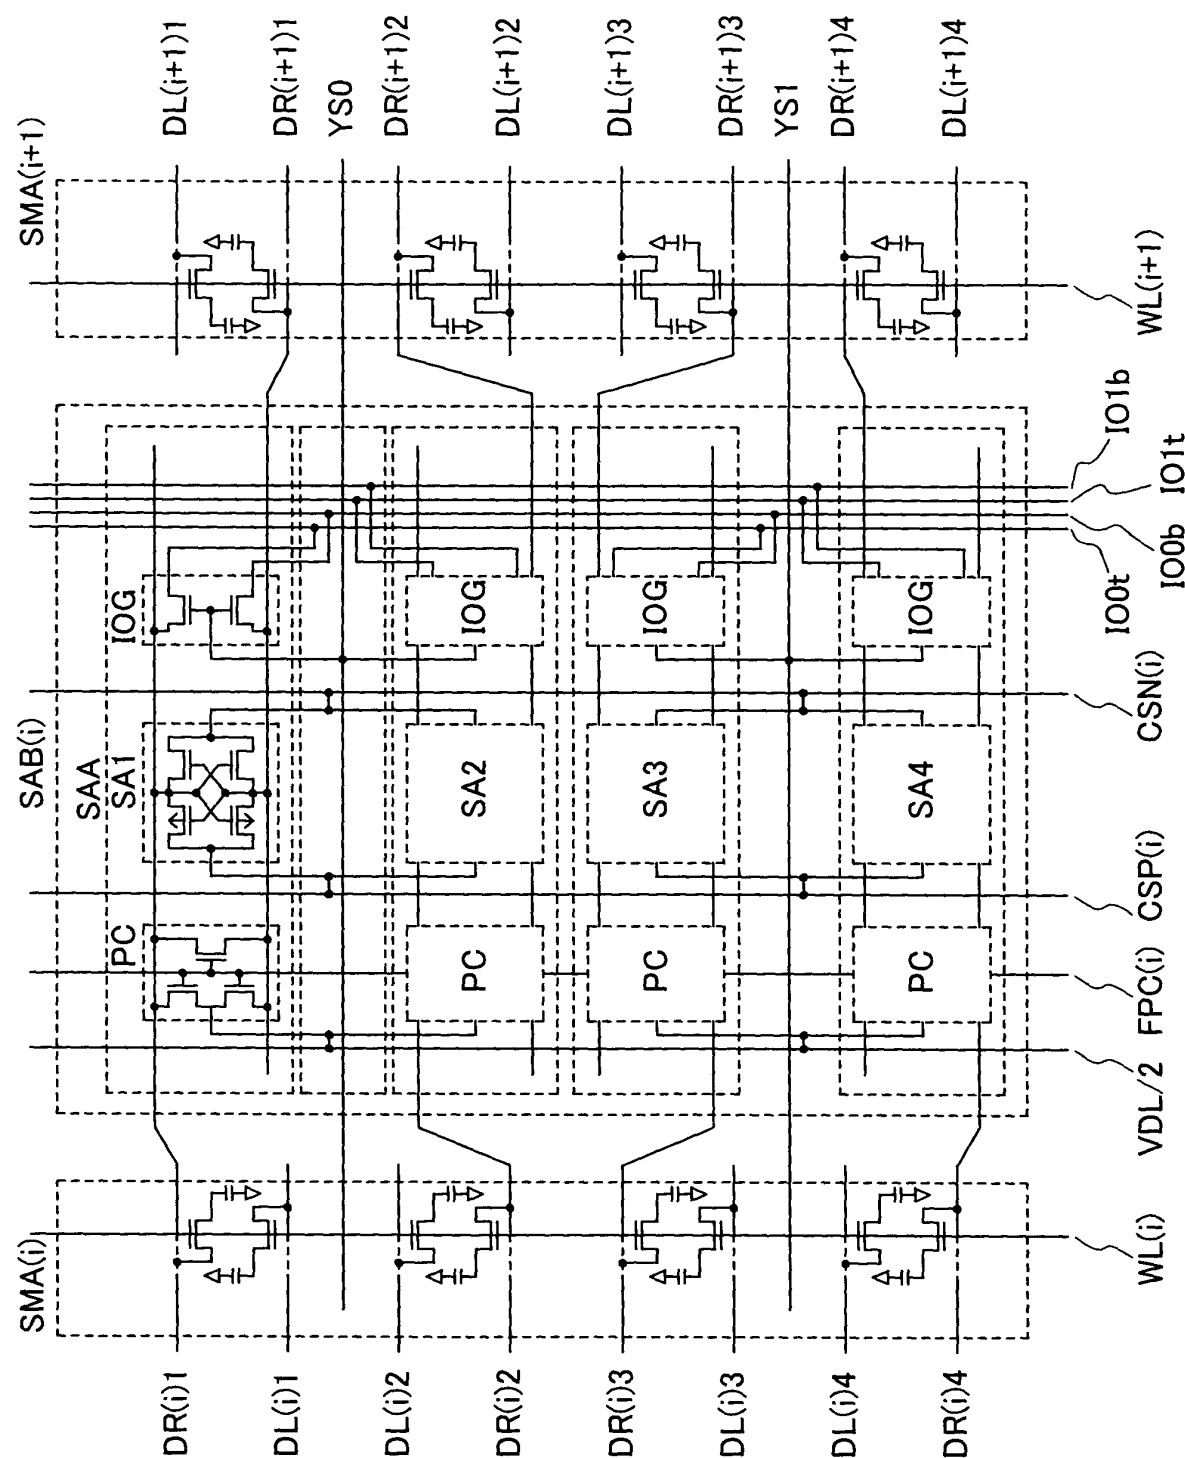 SMA(i+1)
DL(i+1)1
DR(i+1)1
YS0
DR(i+1)2
DL(i+1)2
DL(i+1)3
DR(i+1)3
YS1
DR(i+1)4
DL(i+1)4
WL(i+1)
SAB(i)
SAA
SA1
IOG
PC
IOG
IOG
IOG
SA2
SA3
SA4
PC
PC
PC
IO1b
IO1t
IO0b
IO0t
CSN(i)
CSP(i)
FPC(i)
VDL/2
SMA(i)
WL(i)
DR(i)1
DL(i)1
DL(i)2
DR(i)2
DR(i)3
DL(i)3
DL(i)4
DR(i)4